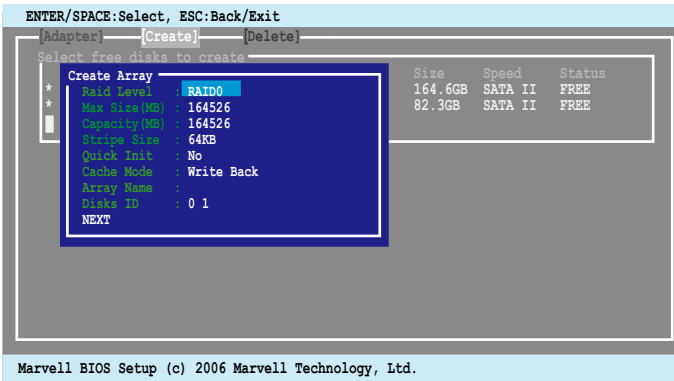 ENTER/SPACE:Select, ESC:Back/Exit
[Adapter] [Create] [Delete]
Select free disks to create
Size Speed Status
* 164.6GB SATA II FREE
* 82.3GB SATA II FREE
Create Array
Raid Level : RAID0
Max Size(MB) : 164526
Capacity(MB) : 164526
Stripe Size : 64KB
Quick Init : No
Cache Mode : Write Back
Array Name :
Disks ID : 0 1
NEXT
Marvell BIOS Setup (c) 2006 Marvell Technology, Ltd.